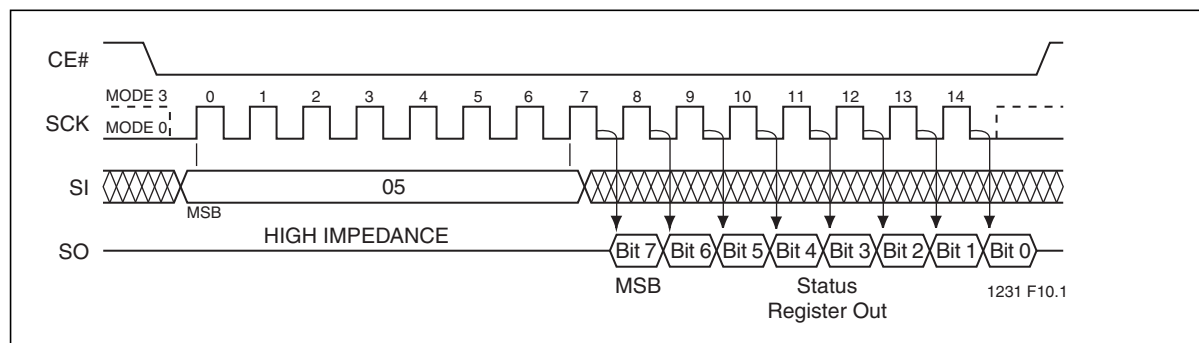 CE#
MODE 3
0 1 2 3 4 5 6 7 8 9 10 11 12 13 14
SCK
MODE 0
SI
05
MSB
HIGH IMPEDANCE
SO
Bit 7 Bit 6 Bit 5 Bit 4 Bit 3 Bit 2 Bit 1 Bit 0
MSB
Status
Register Out
1231 F10.1